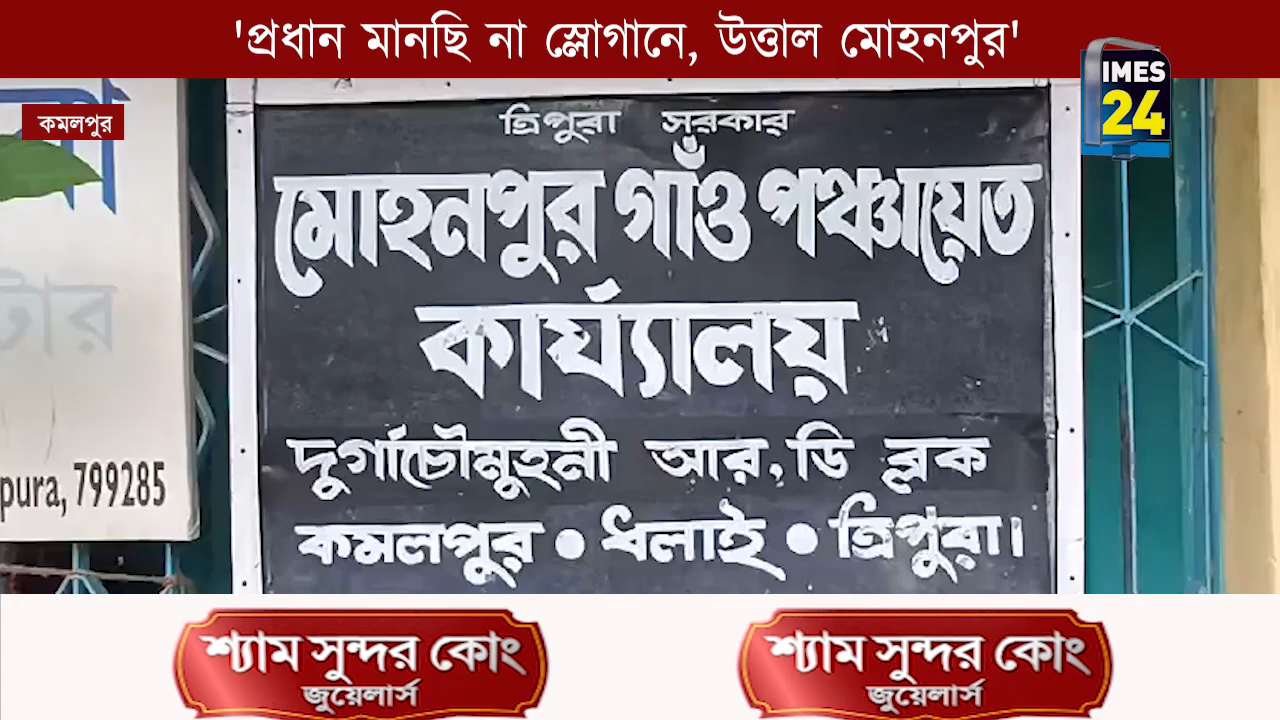 'প্রধান মানছি না স্লোগানে, উত্তাল মোহনপুর'
IMES
24
কমলপুর
ত্রিপুরা সরকার
মোহনপুর গাঁও পঞ্চায়েত
কার্য্যালয়
দুর্গাচৌমুহনী আর, ডি ব্লক
কমলপুর • ধলাই • ত্রিপুরা।
টার
pura, 799285
শ্যাম সুন্দর কোং
জুয়েলার্স
শ্যাম সুন্দর কোং
জুয়েলার্স